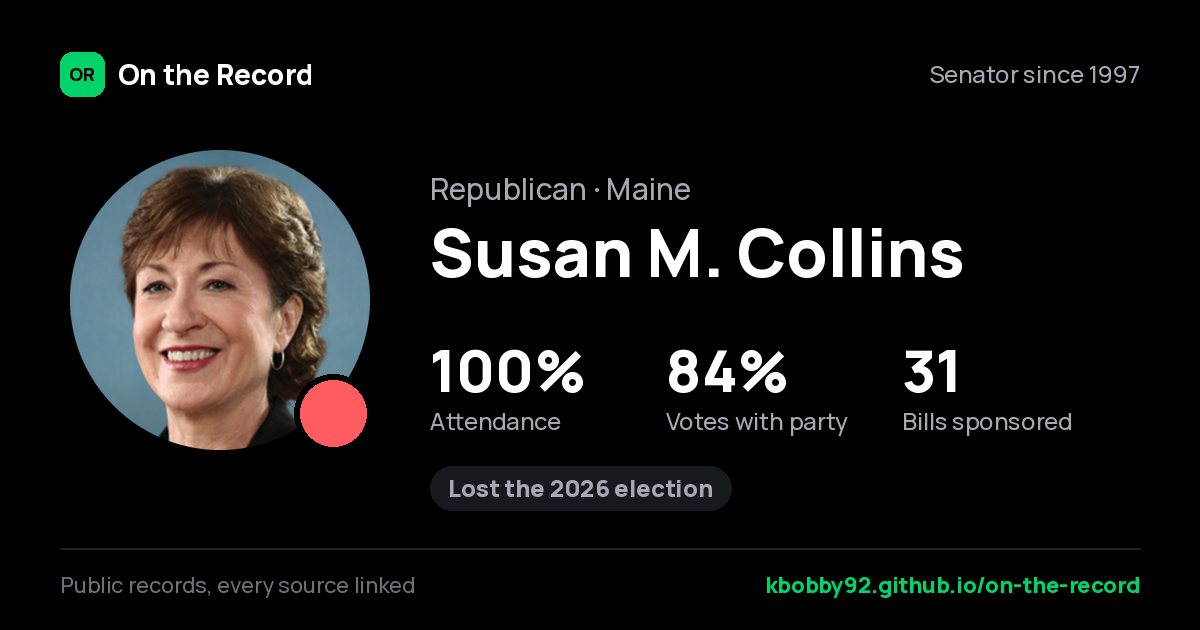 OR On the Record
Senator since 1997
Republican · Maine
Susan M. Collins
100% 84% 31
Attendance Votes with party Bills sponsored
Lost the 2026 election
Public records, every source linked
kbobby92.github.io/on-the-record